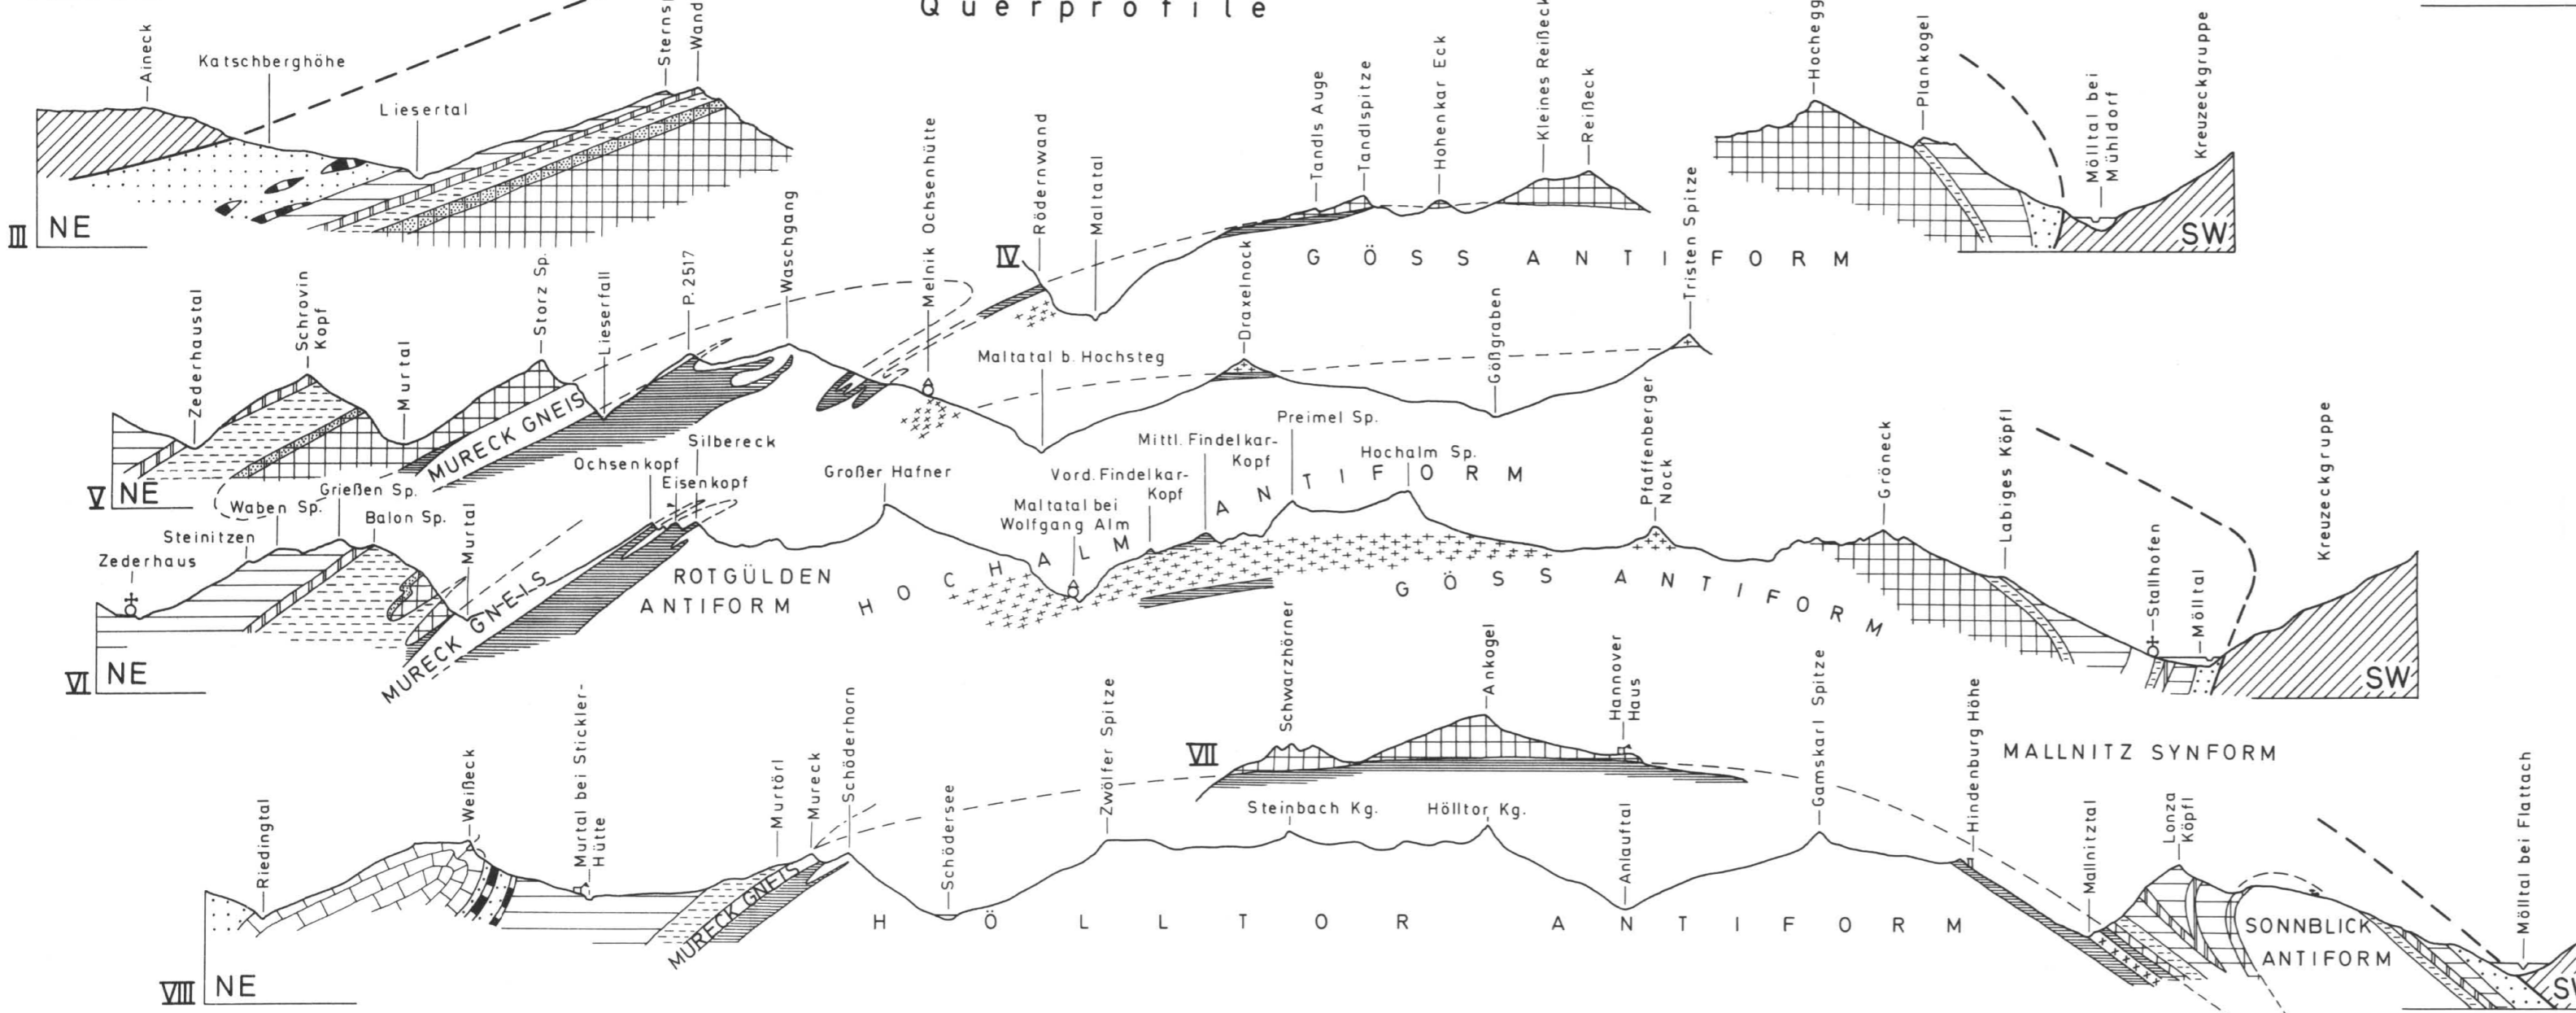 Querprofile
Aineck
Katschberghöhe
Liesertal
Tandls Auge
Tandlspitze
Hohenkar Eck
Kleines Reißeck
Reißeck
Hochegg
Plankogel
Mölltal bei
Mühldorf
Kreuzeckgruppe
III NE
SW
IV
Rödernwand
Maltatal
GÖSS ANTIFORM
Zederhaustal
Schrovin
Kopf
Murtal
Storz Sp.
Lieserfall
P. 2517
Waschgang
Melnik Ochsenhütte
Maltatal b. Hochsteg
Draxelnock
Gößgraben
Tristen Spitze
MURECK GNEIS
V NE
Zederhaus
Steinitzen
Waben Sp.
Grießen Sp.
Balon Sp.
Murtal
Ochsenkopf
Eisenkopf
Silbereck
Großer Hafner
Maltatal bei
Wolfgang Alm
Vord. Findelkar-
Kopf
Mittl. Findelkar-
Kopf
Preimel Sp.
Hochalm Sp.
Pfaffenberger
Nock
Gröneck
Labiges Köpfl
Stallhofen
Mölltal
Kreuzeckgruppe
MURECK GNEIS
ROTGÜLDEN
ANTIFORM
HOCHALM ANTIFORM
GÖSS ANTIFORM
VI NE
SW
VII
Schwarzhörner
Ankogel
Hannover
Haus
Riedingtal
Weißeck
Murtal bei Stickler-
Hütte
Murtörl
Mureck
Schöderhorn
Schödersee
Zwölfer Spitze
Steinbach Kg.
Hölltor Kg.
Anlauftal
Gamskarl Spitze
Hindenburg Höhe
MALLNITZ SYNFORM
Mallnitztal
Lonza
Köpfl
Mölltal bei Flattach
MURECK GNEIS
HÖLLTOR ANTIFORM
SONNBLICK
ANTIFORM
VIII NE